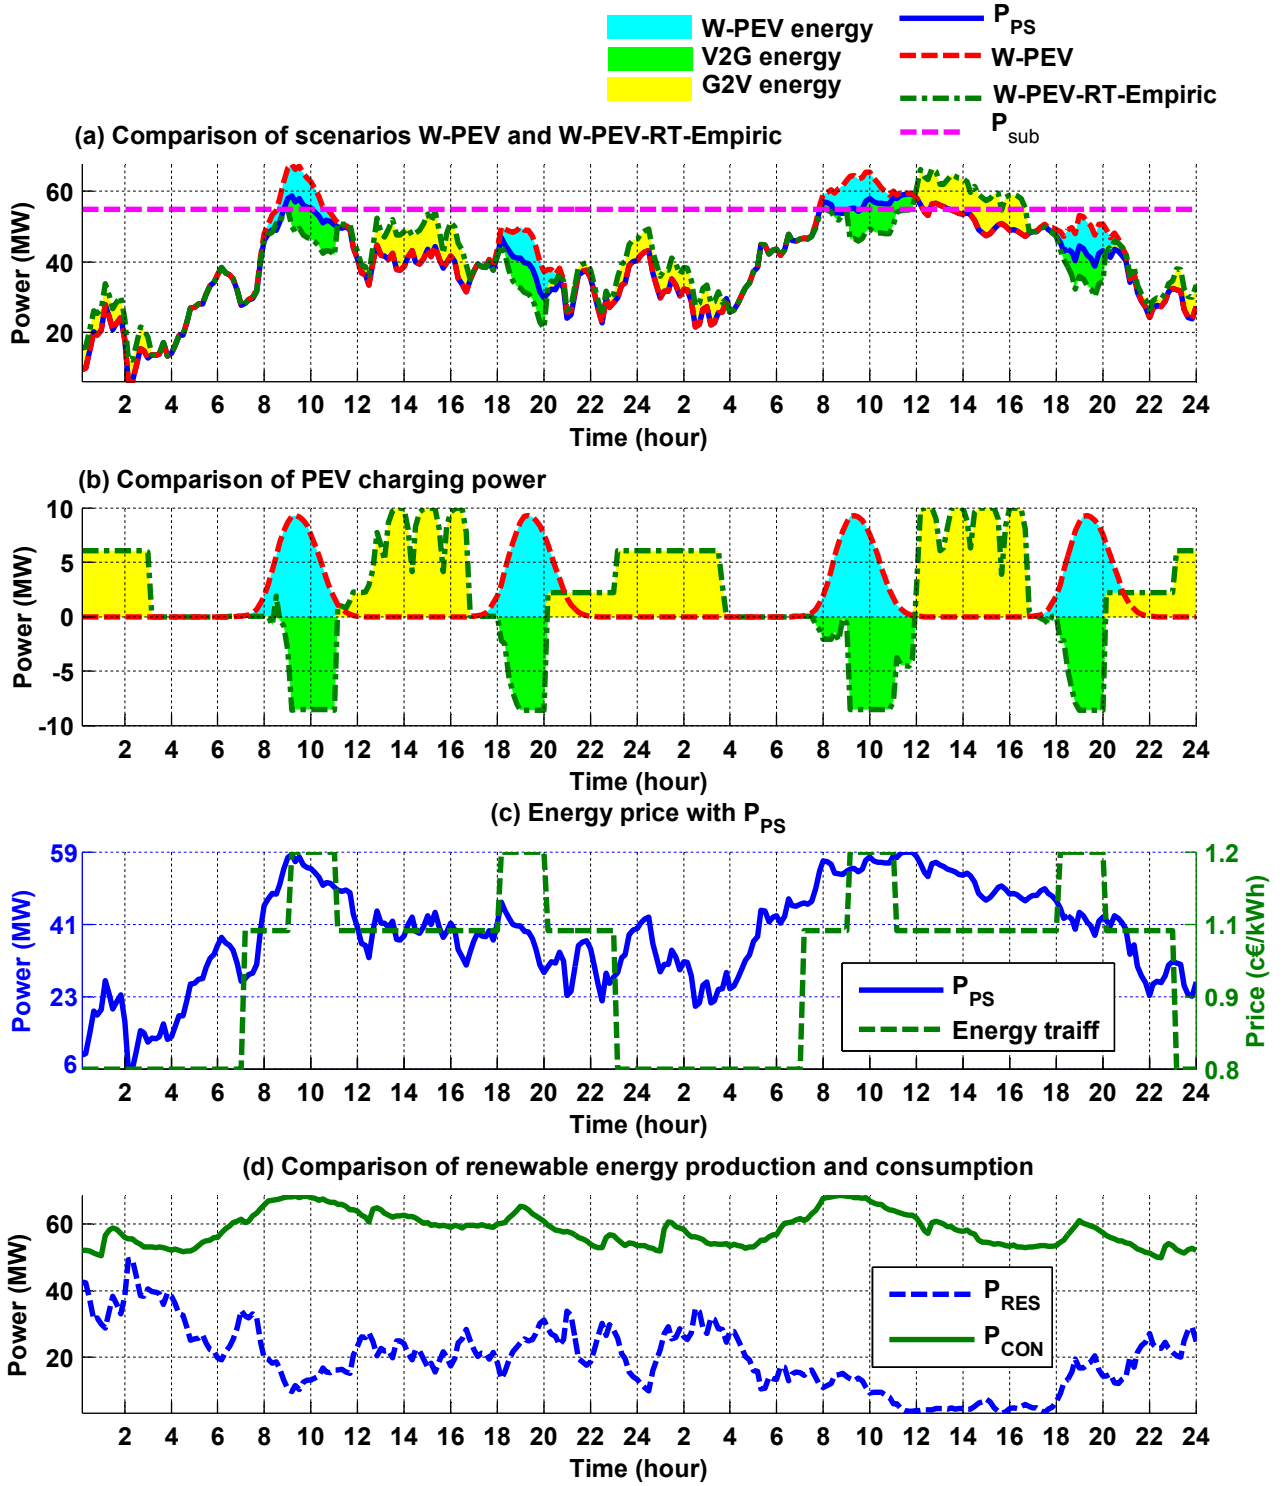 W-PEV energy
V2G energy
G2V energy
P_PS
W-PEV
W-PEV-RT-Empiric
P_sub
(a) Comparison of scenarios W-PEV and W-PEV-RT-Empiric
Power (MW)
60
40
20
2 4 6 8 10 12 14 16 18 20 22 24 2 4 6 8 10 12 14 16 18 20 22 24
Time (hour)
(b) Comparison of PEV charging power
Power (MW)
10
5
0
-5
-10
2 4 6 8 10 12 14 16 18 20 22 24 2 4 6 8 10 12 14 16 18 20 22 24
Time (hour)
(c) Energy price with P_PS
Power (MW)
59
41
23
6
1.2
1.1
0.9
0.8
Price (c€/kWh)
P_PS
Energy traiff
2 4 6 8 10 12 14 16 18 20 22 24 2 4 6 8 10 12 14 16 18 20 22 24
Time (hour)
(d) Comparison of renewable energy production and consumption
Power (MW)
60
40
20
P_RES
P_CON
2 4 6 8 10 12 14 16 18 20 22 24 2 4 6 8 10 12 14 16 18 20 22 24
Time (hour)